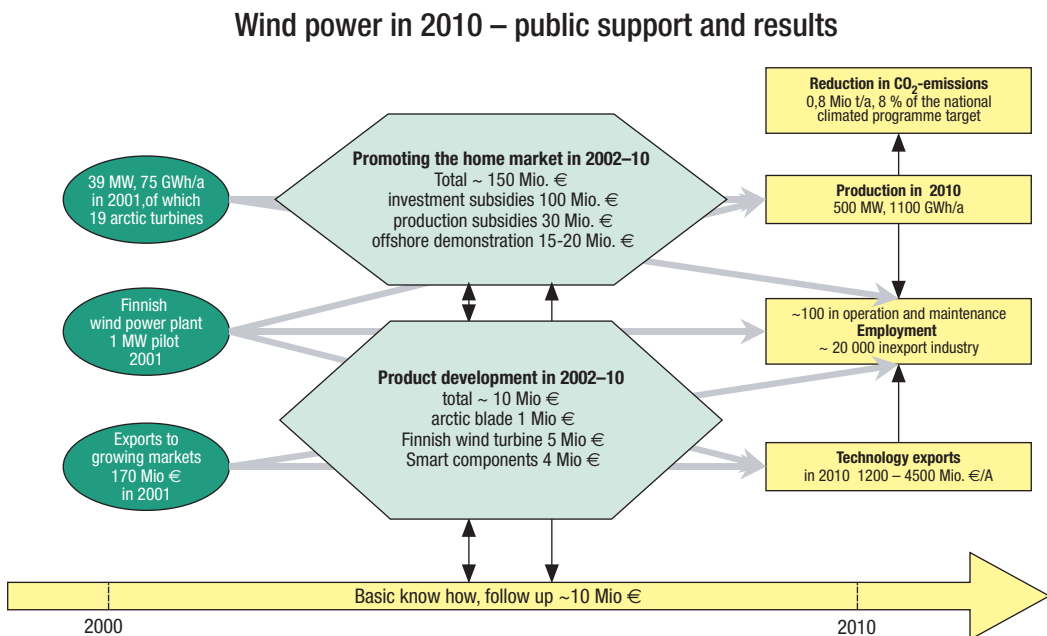 Wind power in 2010 – public support and results
39 MW, 75 GWh/a
in 2001,of which
19 arctic turbines
Finnish
wind power plant
1 MW pilot
2001
Exports to
growing markets
170 Mio €
in 2001
Promoting the home market in 2002–10
Total ~ 150 Mio. €
investment subsidies 100 Mio. €
production subsidies 30 Mio. €
offshore demonstration 15-20 Mio. €
Product development in 2002–10
total ~ 10 Mio €
arctic blade 1 Mio €
Finnish wind turbine 5 Mio €
Smart components 4 Mio €
Reduction in CO₂-emissions
0,8 Mio t/a, 8 % of the national
climated programme target
Production in 2010
500 MW, 1100 GWh/a
~100 in operation and maintenance
Employment
~ 20 000 inexport industry
Technology exports
in 2010 1200 – 4500 Mio. €/A
Basic know how, follow up ~10 Mio €
2000
2010